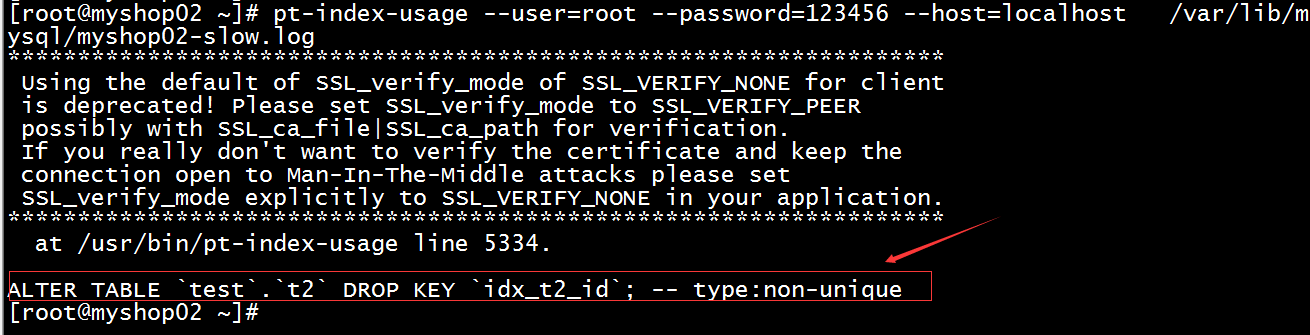 [root@myshop02 ~]# pt-index-usage --user=root --password=123456 --host=localhost   /var/lib/m
ysql/myshop02-slow.log
*******************************************************************
 Using the default of SSL_verify_mode of SSL_VERIFY_NONE for client
 is deprecated! Please set SSL_verify_mode to SSL_VERIFY_PEER
 possibly with SSL_ca_file|SSL_ca_path for verification.
 If you really don't want to verify the certificate and keep the
 connection open to Man-In-The-Middle attacks please set
 SSL_verify_mode explicitly to SSL_VERIFY_NONE in your application.
*******************************************************************
  at /usr/bin/pt-index-usage line 5334.
ALTER TABLE `test`.`t2` DROP KEY `idx_t2_id`; -- type:non-unique
[root@myshop02 ~]#